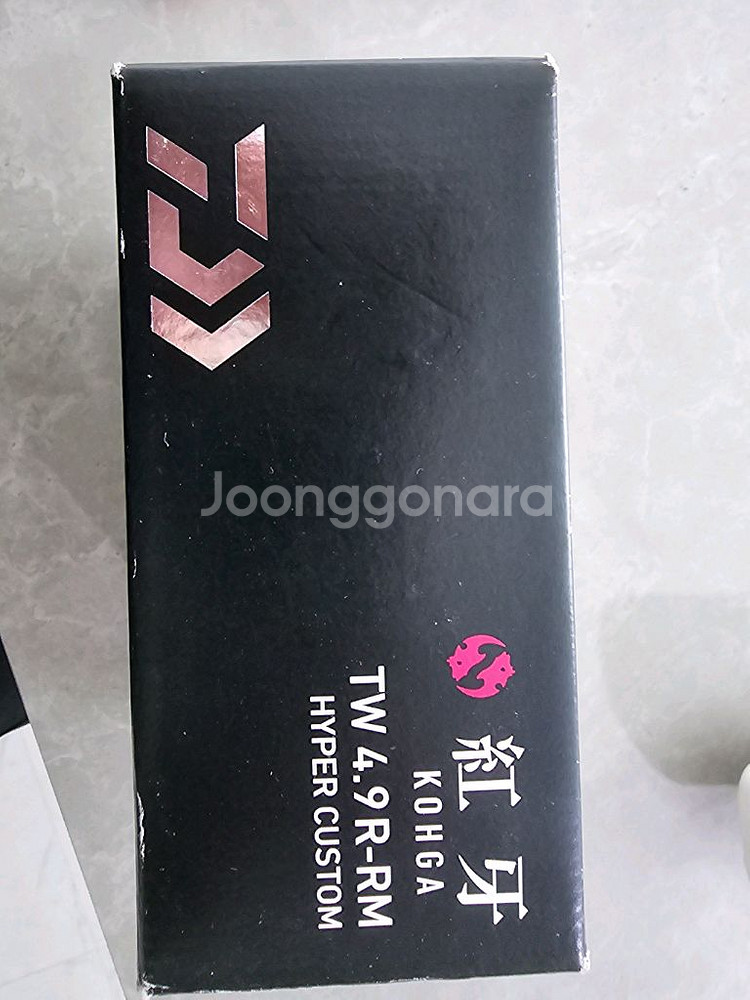 紅牙
KOHGA
TW 4.9R-RM
HYPER CUSTOM
Joonggonara